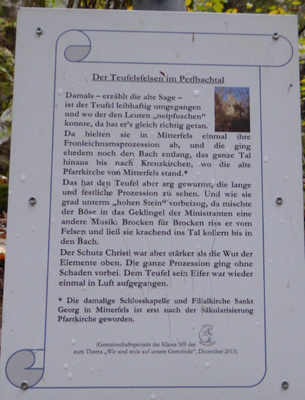 Der Teufelsfelsen im Perlbachtal
Damals – erzählt die alte Sage –
ist der Teufel leibhaftig umgegangen
und wo der den Leuten „neipfuschen"
konnte, da hat er's gleich richtig getan.
Da hielten sie in Mitterfels einmal ihre
Fronleichnamsprozession ab, und die ging
ehedem noch den Bach entlang, das ganze Tal
hinaus bis nach Kreuzkirchen, wo die alte
Pfarrkirche von Mitterfels stand.*
Das hat den Teufel aber arg gewurmt, die lange
und festliche Prozession zu sehen. Und wie sie
grad unterm „hohen Stein" vorbeizog, da mischte
der Böse in das Geklingel der Ministranten eine
andere Musik: Brocken für Brocken riss er vom
Felsen und ließ sie krachend ins Tal kollern bis in
den Bach.
Der Schutz Christi war aber stärker als die Wut der
Elemente oben. Die ganze Prozession ging ohne
Schaden vorbei. Dem Teufel sein Eifer war wieder
einmal in Luft aufgegangen.
* Die damalige Schlosskapelle und Filialkirche Sankt
Georg in Mitterfels ist erst nach der Säkularisierung
Pfarrkirche geworden.
(Gemeinschaftsprojekt der Klasse M9 der
zum Thema „Wir sind stolz auf unsere Gemeinde", Dezember 2015)